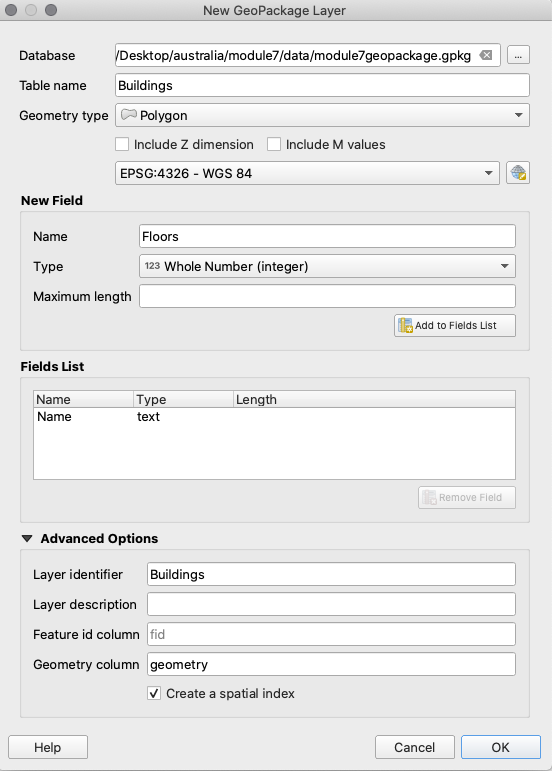 New GeoPackage Layer
Database /Desktop/australia/module7/data/module7geopackage.gpkg ...
Table name Buildings
Geometry type Polygon
Include Z dimension Include M values
EPSG:4326 - WGS 84
New Field
Name Floors
Type 123 Whole Number (integer)
Maximum length
Add to Fields List
Fields List
Name Type Length
Name text
Remove Field
Advanced Options
Layer identifier Buildings
Layer description
Feature id column fid
Geometry column geometry
Create a spatial index
Help Cancel OK